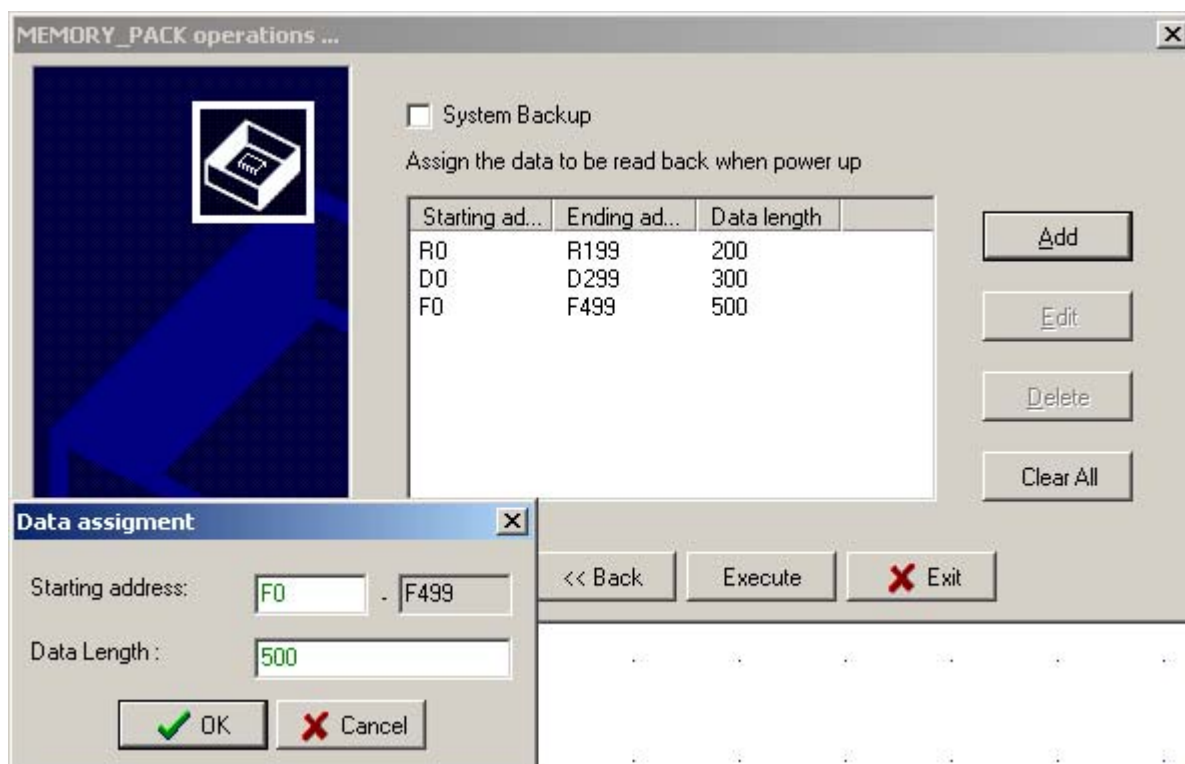 MEMORY_PACK operations ...
System Backup
Assign the data to be read back when power up
Starting ad... Ending ad... Data length
R0 R199 200
D0 D299 300
F0 F499 500
Add
Edit
Delete
Clear All
<< Back Execute Exit
Data assigment
Starting address: F0 - F499
Data Length : 500
OK Cancel